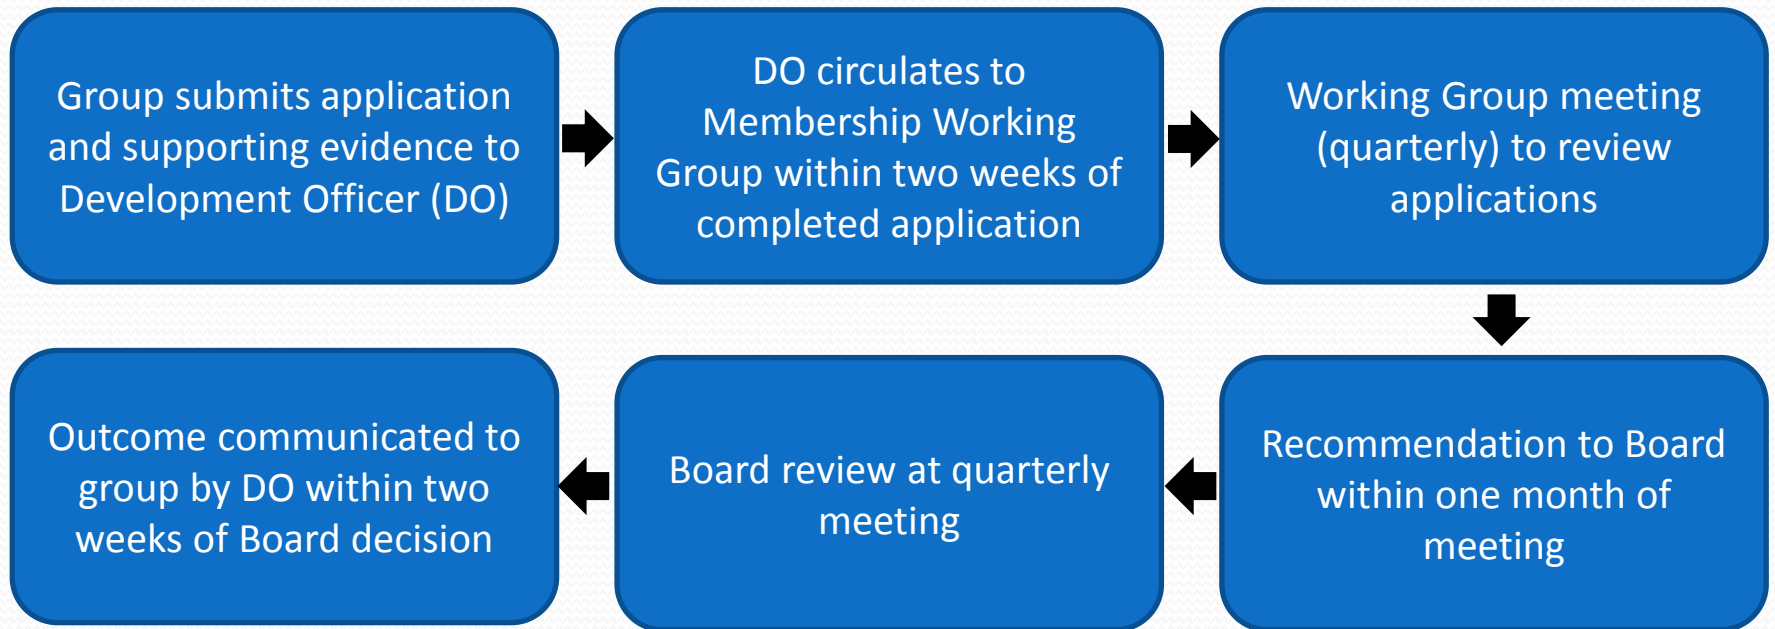 Group submits application
and supporting evidence to
Development Officer (DO)
DO circulates to
Membership Working
Group within two weeks of
completed application
Working Group meeting
(quarterly) to review
applications
Recommendation to Board
within one month of
meeting
Board review at quarterly
meeting
Outcome communicated to
group by DO within two
weeks of Board decision